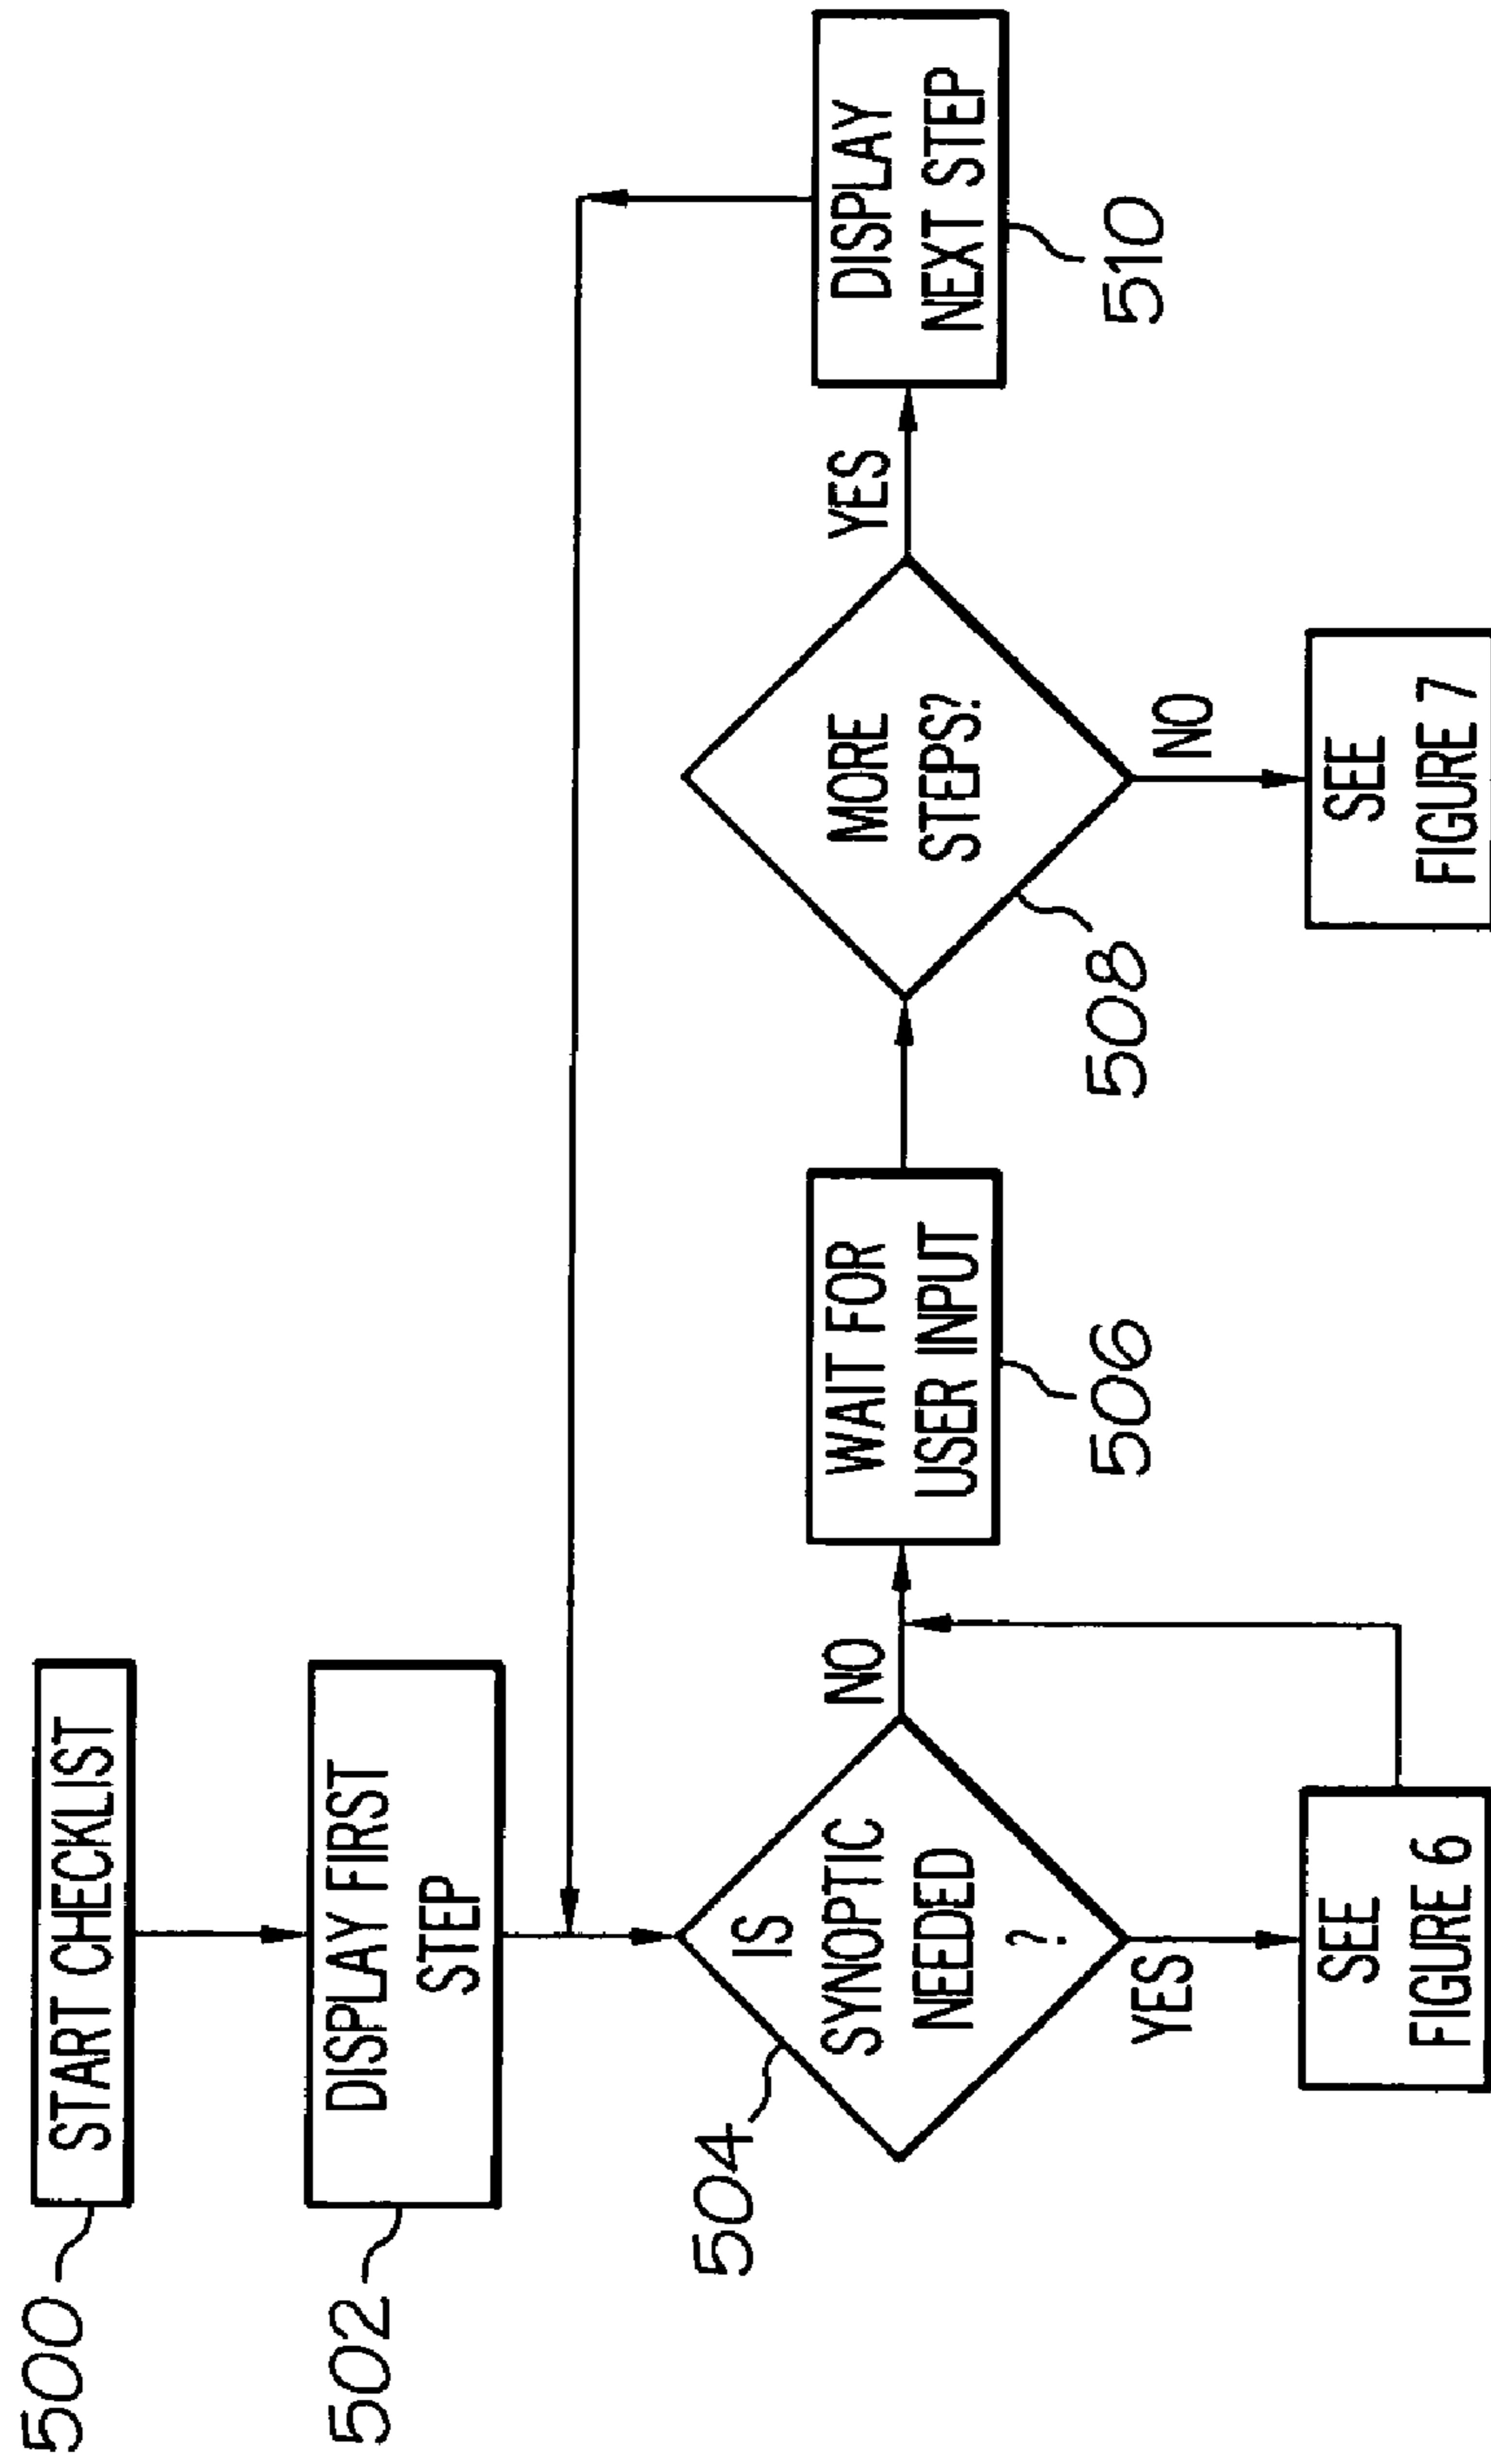 500
START CHECKLIST
502
DISPLAY FIRST
STEP
504
IS
SYNOPTIC
NEEDED
?
NO
YES
SEE
FIGURE 6
WAIT FOR
USER INPUT
506
MORE
STEPS?
508
YES
NO
SEE
FIGURE 7
DISPLAY
NEXT STEP
510